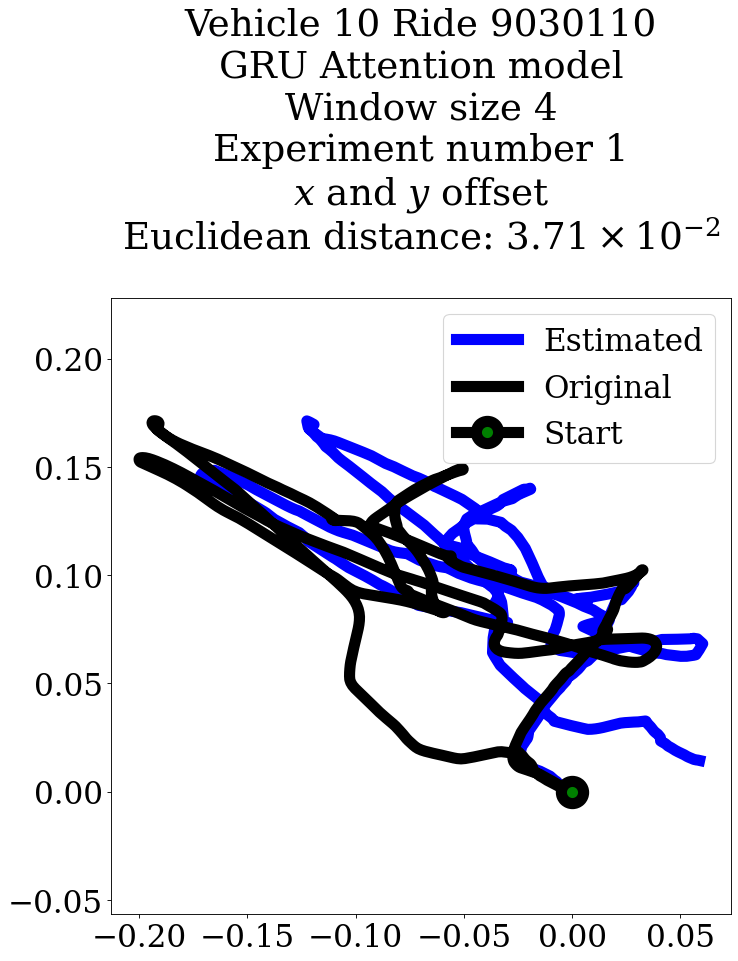 Vehicle 10 Ride 9030110
GRU Attention model
Window size 4
Experiment number 1
x and y offset
Euclidean distance: 3.71 × 10⁻²
Estimated
Original
Start
0.20
0.15
0.10
0.05
0.00
−0.05
−0.20 −0.15 −0.10 −0.05 0.00 0.05